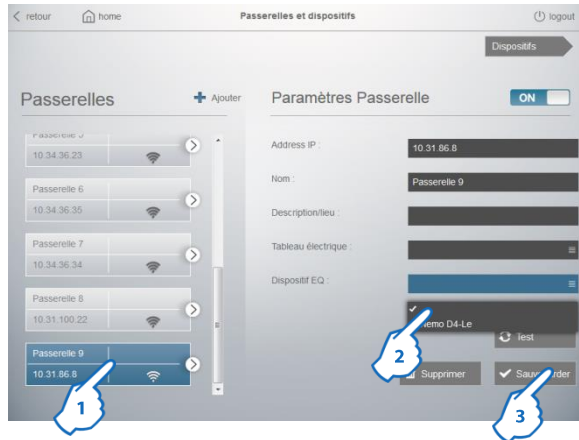 retour
home
Passerelles et dispositifs
logout
Dispositifs
Passerelles
Ajouter
Paramètres Passerelle
ON
10.34.36.23
Passerelle 6
10.34.36.35
Passerelle 7
10.34.36.34
Passerelle 8
10.31.100.22
Passerelle 9
10.31.86.8
Address IP :
10.31.86.8
Nom :
Passerelle 9
Description/lieu :
Tableau électrique :
Dispositif EQ :
D4-Le
Test
Supprimer
1
2
3